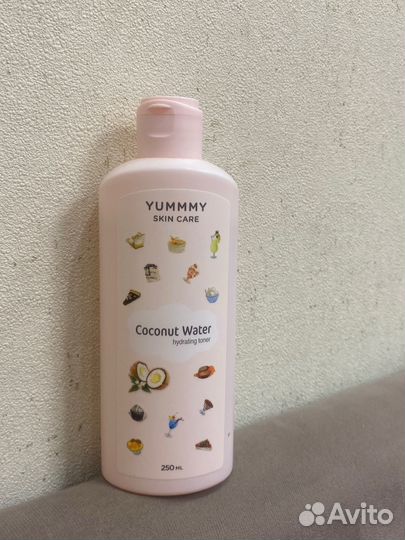 YUMMMY
SKIN CARE
Coconut Water
hydrating toner
250 ML
Avito